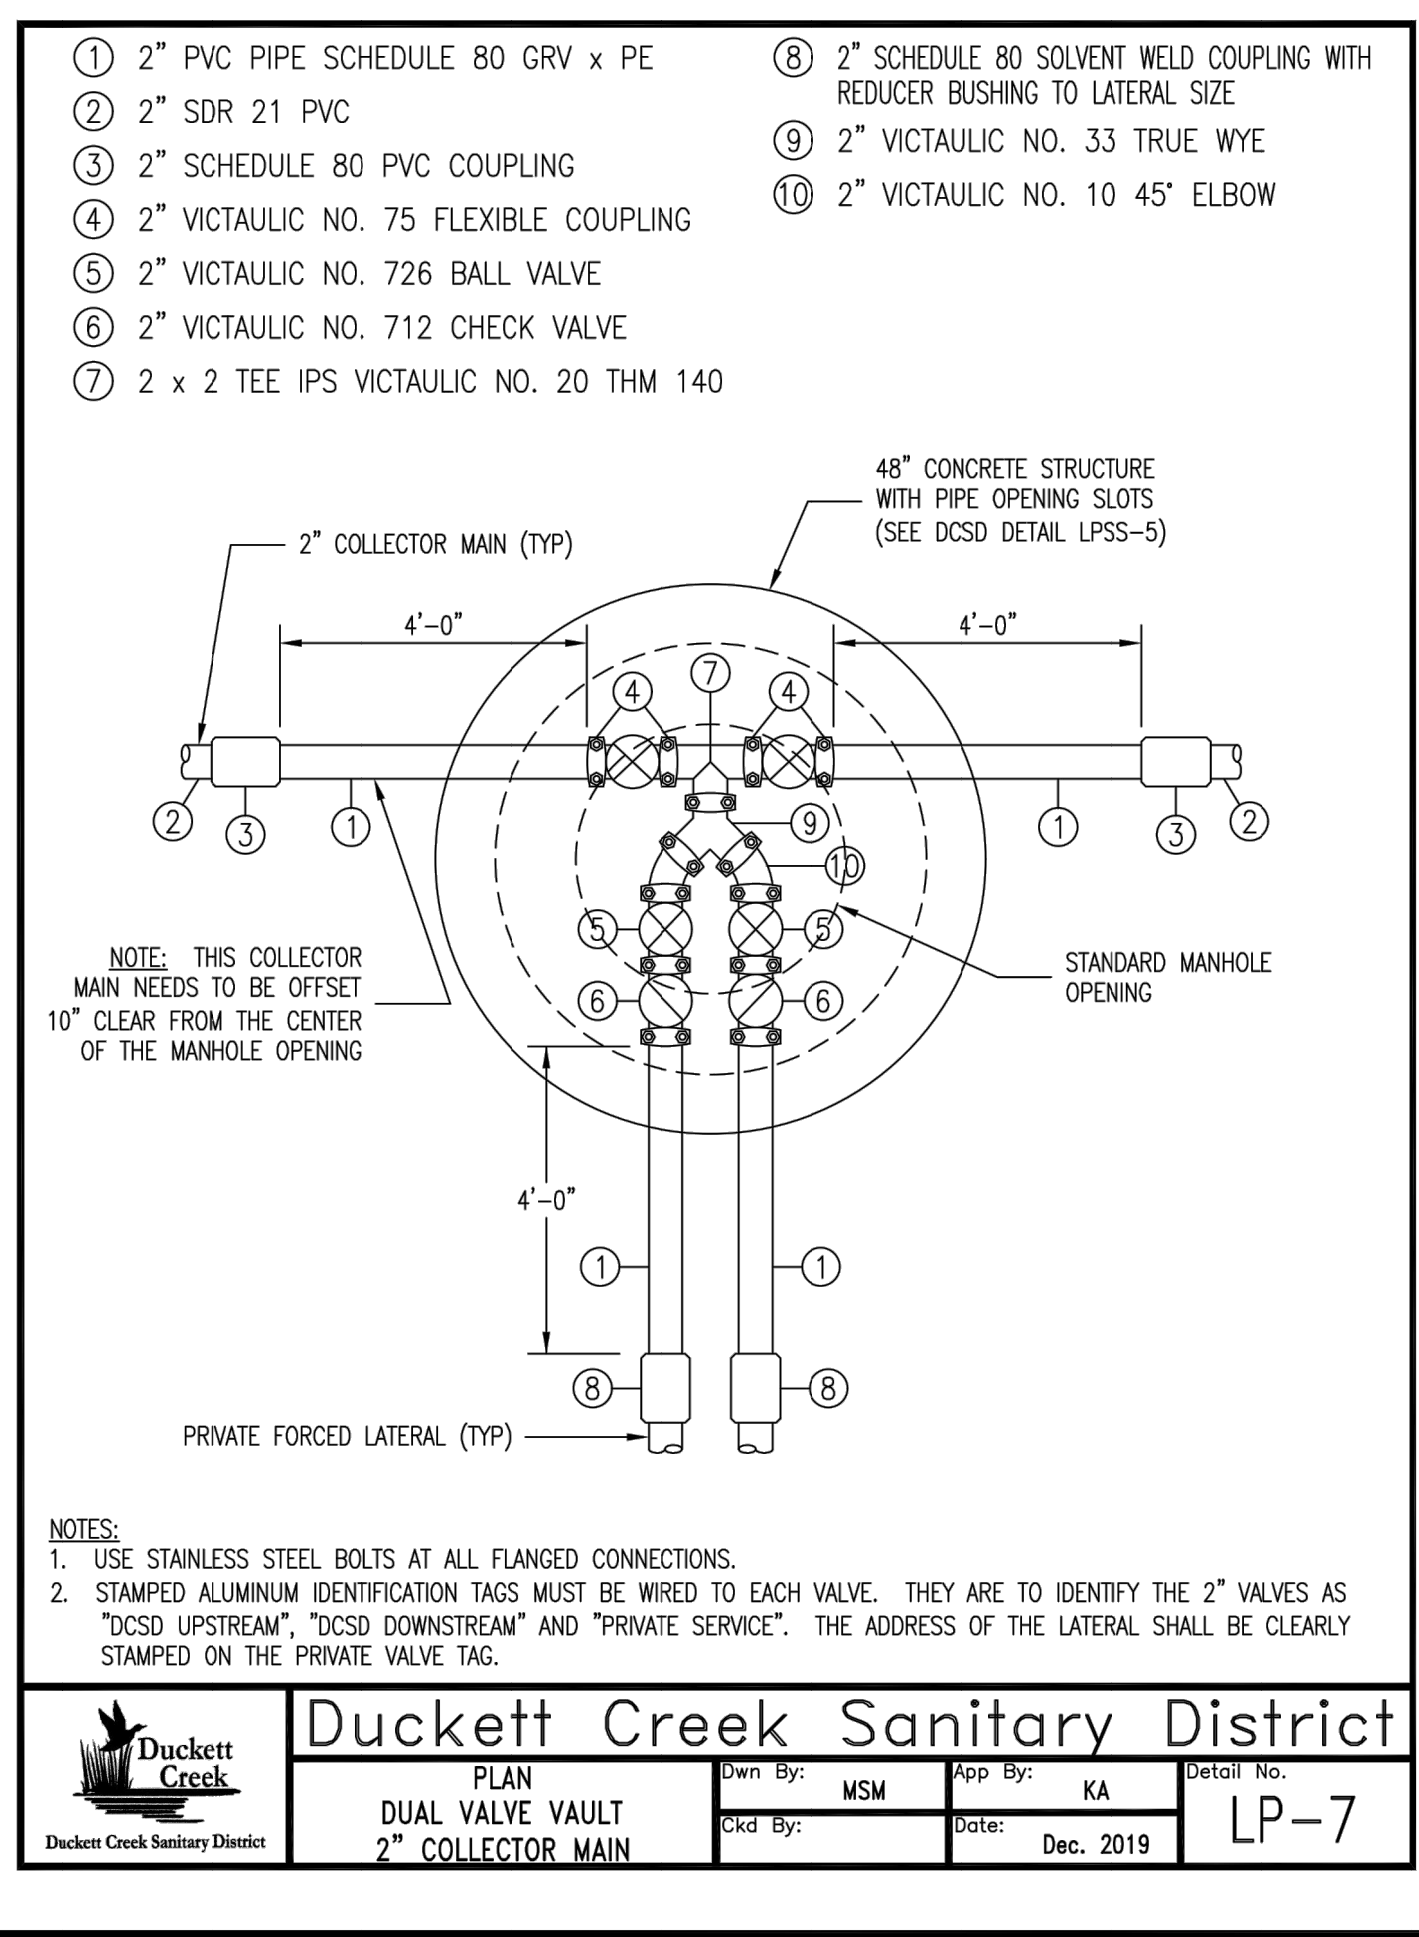 1 2” PVC PIPE SCHEDULE 80 GRV x PE
2 2” SDR 21 PVC
3 2” SCHEDULE 80 PVC COUPLING
4 2” VICTAULIC NO. 75 FLEXIBLE COUPLING
5 2” VICTAULIC NO. 726 BALL VALVE
6 2” VICTAULIC NO. 712 CHECK VALVE
7 2 x 2 TEE IPS VICTAULIC NO. 20 THM 140
8 2” SCHEDULE 80 SOLVENT WELD COUPLING WITH
REDUCER BUSHING TO LATERAL SIZE
9 2” VICTAULIC NO. 33 TRUE WYE
10 2” VICTAULIC NO. 10 45° ELBOW
48” CONCRETE STRUCTURE
WITH PIPE OPENING SLOTS
(SEE DCSD DETAIL LPSS-5)
2” COLLECTOR MAIN (TYP)
4’-0”
4’-0”
7
4
4
2
3
1
9
1
3
2
10
5
5
NOTE: THIS COLLECTOR
MAIN NEEDS TO BE OFFSET
10” CLEAR FROM THE CENTER
OF THE MANHOLE OPENING
STANDARD MANHOLE
OPENING
6
6
4’-0”
1
1
8
8
PRIVATE FORCED LATERAL (TYP)
NOTES:
1. USE STAINLESS STEEL BOLTS AT ALL FLANGED CONNECTIONS.
2. STAMPED ALUMINUM IDENTIFICATION TAGS MUST BE WIRED TO EACH VALVE. THEY ARE TO IDENTIFY THE 2” VALVES AS
”DCSD UPSTREAM”, ”DCSD DOWNSTREAM” AND ”PRIVATE SERVICE”. THE ADDRESS OF THE LATERAL SHALL BE CLEARLY
STAMPED ON THE PRIVATE VALVE TAG.
Duckett
Creek
Duckett Creek Sanitary District
Duckett Creek Sanitary District
PLAN
DUAL VALVE VAULT
2” COLLECTOR MAIN
Dwn By:
MSM
App By:
KA
Ckd By:
Date:
Dec. 2019
Detail No.
LP-7